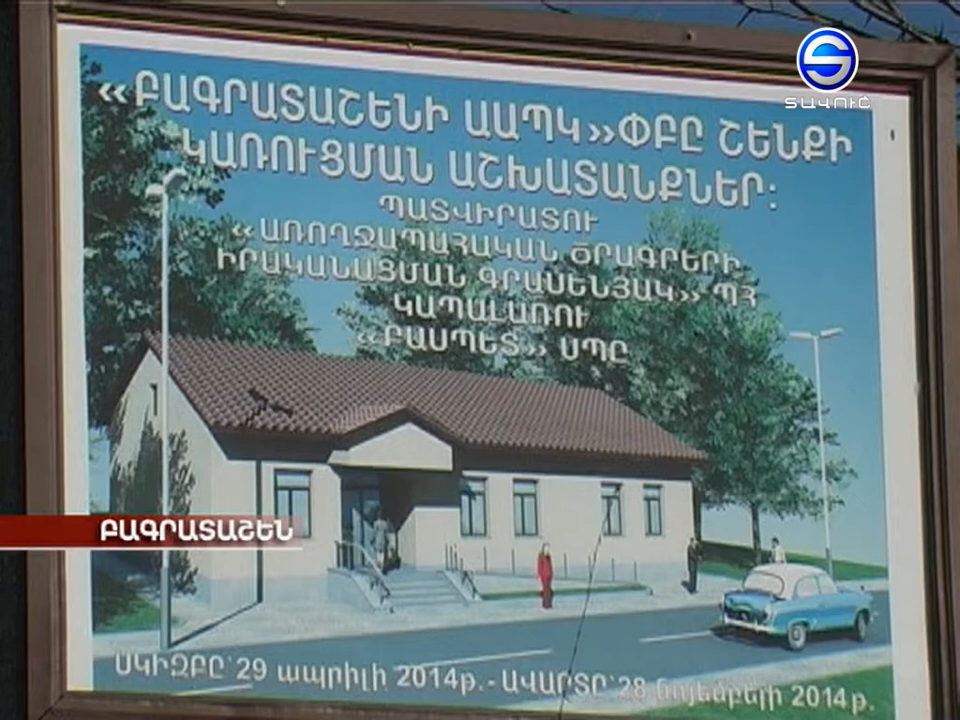 ՏԱՎՈՒՇ
«ԲԱԳՐԱՏԱՇԵՆԻ ԱԱՊԿ» ՓԲԸ ՇԵՆՔԻ
ԿԱՌՈՒՑՄԱՆ ԱՇԽԱՏԱՆՔՆԵՐ:
ՊԱՏՎԻՐԱՏՈՒ
«ԱՌՈՂՋԱՊԱՀԱԿԱՆ ԾՐԱԳՐԵՐԻ
ԻՐԱԿԱՆԱՑՄԱՆ ԳՐԱՍԵՆՅԱԿ» ՊՀ
ԿԱՊԱԼԱՌՈՒ
«ԲԱՍՊԵՏ» ՍՊԸ
ԲԱԳՐԱՏԱՇԵՆ
ՍԿԻԶԲԸ՝ 29 ապրիլի 2014թ.- ԱՎԱՐՏԸ՝ 28 նոյեմբերի 2014թ.